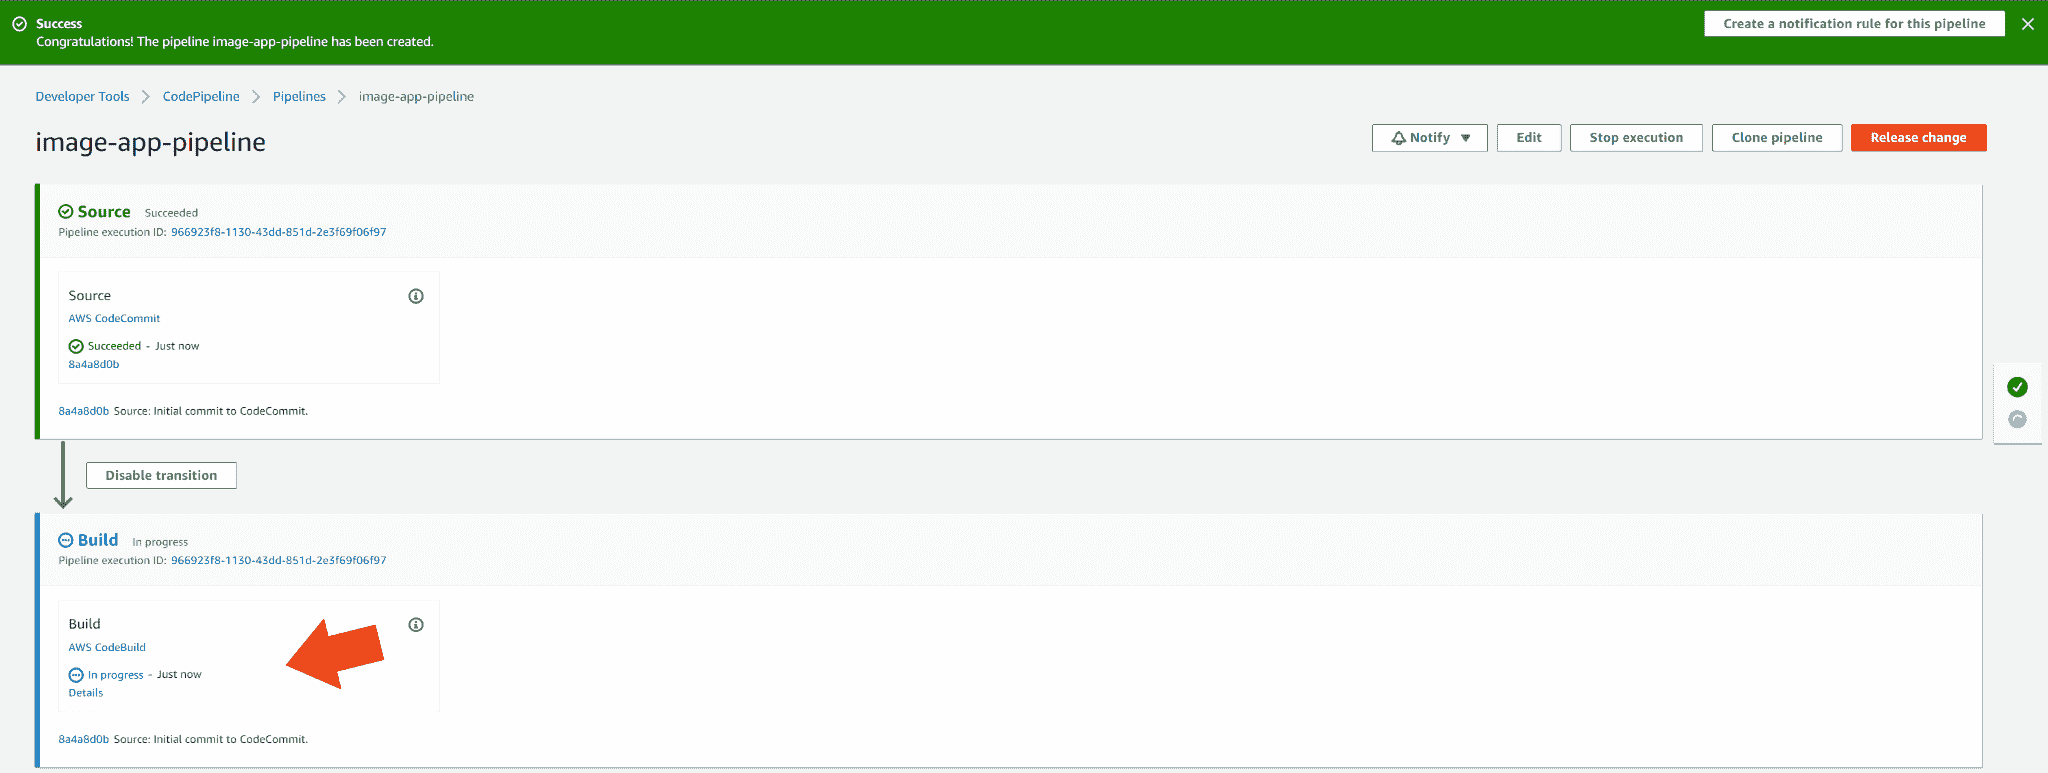 Success
Create a notification rule for this pipeline
Congratulations! The pipeline image-app-pipeline has been created.
Developer Tools
CodePipeline
Pipelines
image-app-pipeline
image-app-pipeline
Notify
Edit
Stop execution
Clone pipeline
Release change
Source Succeeded
Pipeline execution ID: 966923f8-1130-43dd-851d-2e3f69f06f97
Source
AWS CodeCommit
Succeeded - Just now
8a4a8d0b
8a4a8d0b Source: Initial commit to CodeCommit.
Disable transition
Build In progress
Pipeline execution ID: 966923f8-1130-43dd-851d-2e3f69f06f97
Build
AWS CodeBuild
In progress - Just now
Details
8a4a8d0b Source: Initial commit to CodeCommit.